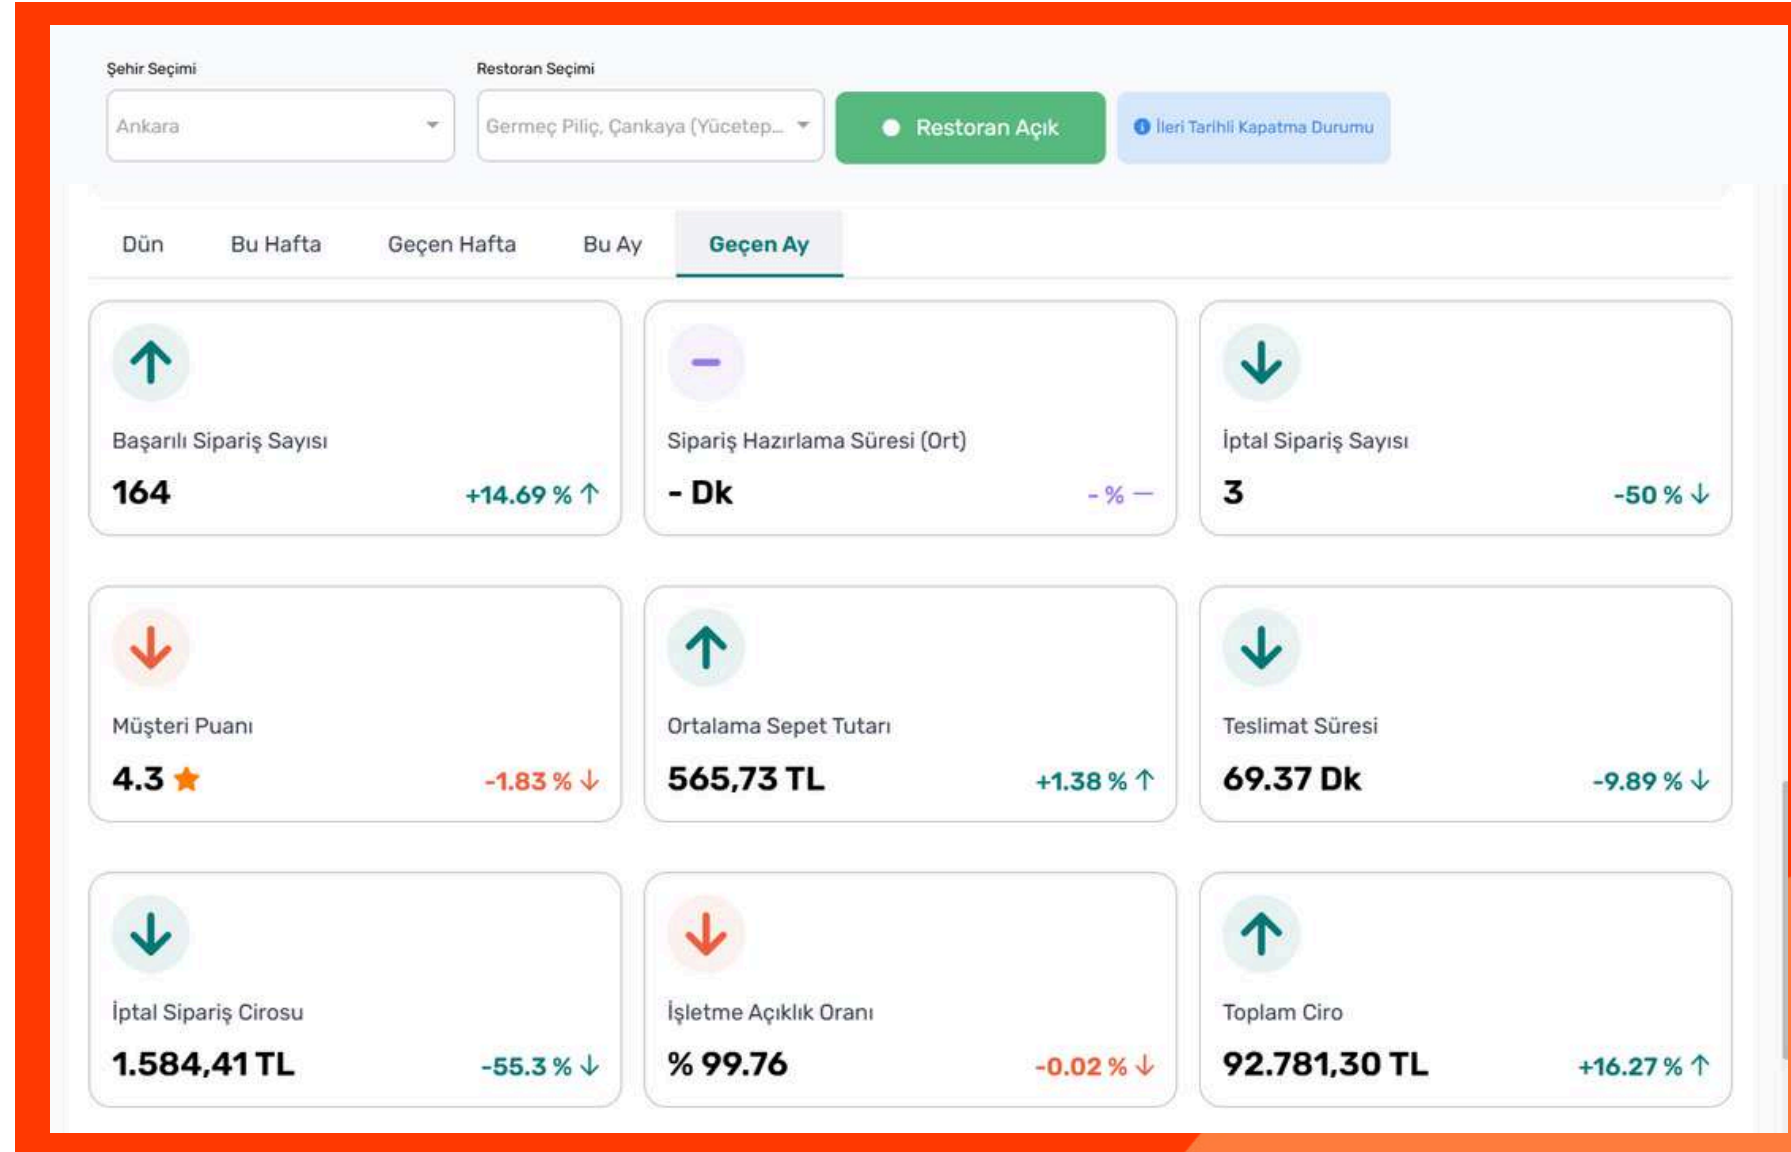 Şehir Seçimi
Restoran Seçimi
Ankara
Germeç Piliç, Çankaya (Yücetep...
Restoran Açık
İleri Tarihli Kapatma Durumu
Dün
Bu Hafta
Geçen Hafta
Bu Ay
Geçen Ay
Başarılı Sipariş Sayısı
164
+14.69 % ↑
Sipariş Hazırlama Süresi (Ort)
- Dk
- % —
İptal Sipariş Sayısı
3
-50 % ↓
Müşteri Puanı
4.3
-1.83 % ↓
Ortalama Sepet Tutarı
565,73 TL
+1.38 % ↑
Teslimat Süresi
69.37 Dk
-9.89 % ↓
İptal Sipariş Cirosu
1.584,41 TL
-55.3 % ↓
İşletme Açıklık Oranı
% 99.76
-0.02 % ↓
Toplam Ciro
92.781,30 TL
+16.27 % ↑